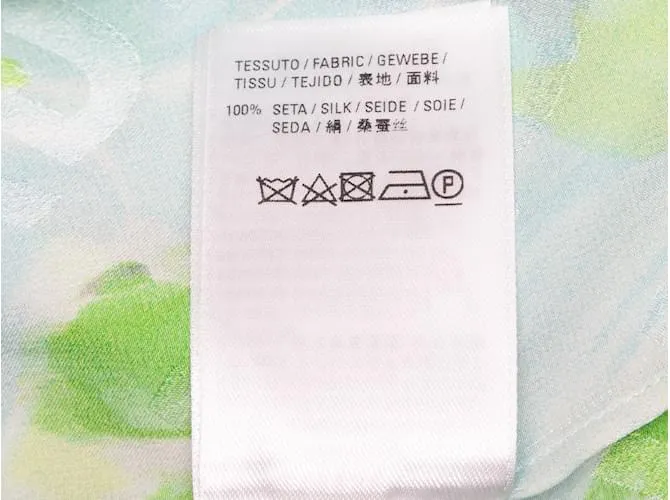 TESSUTO / FABRIC / GEWEBE /
TISSU / TEJIDO / 表地 / 面料
100% SETA / SILK / SEIDE / SOIE /
SEDA / 絹 / 桑蚕丝
P